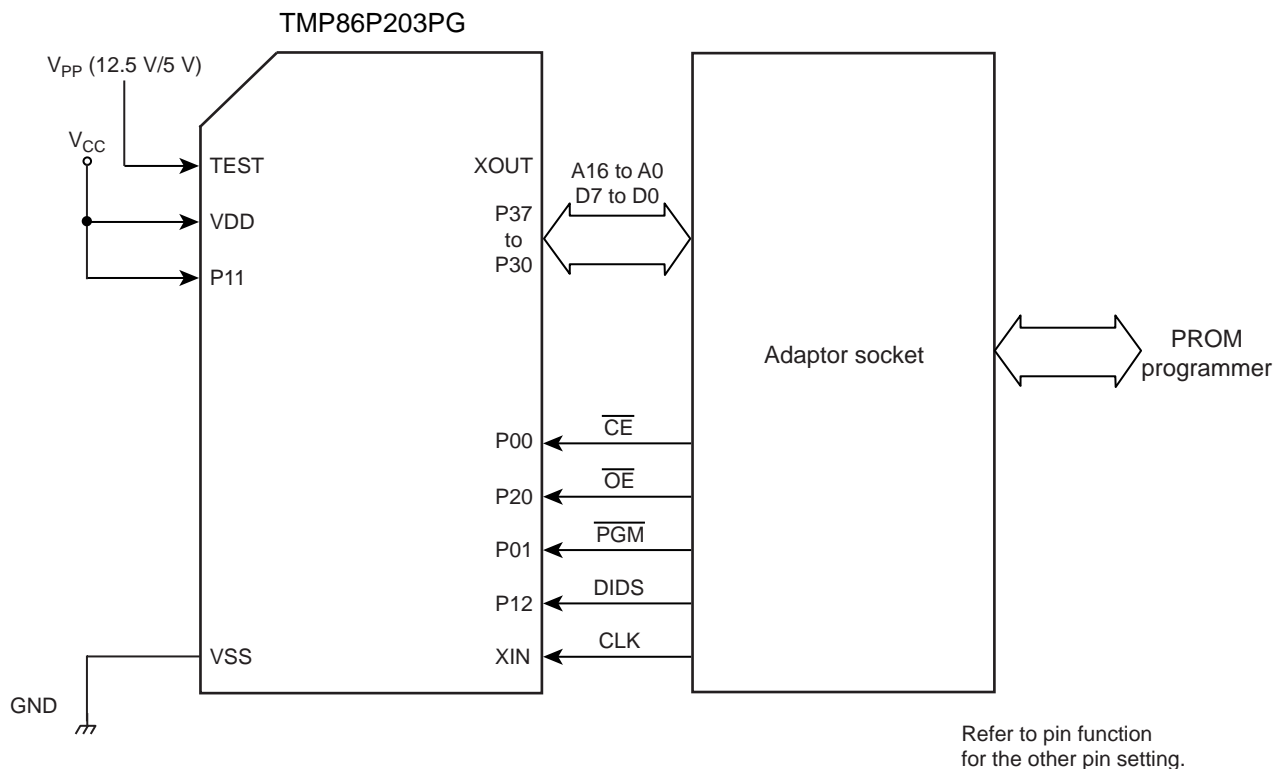 TMP86P203PG
VPP (12.5 V/5 V)
VCC
TEST
VDD
P11
VSS
GND
XOUT
P37
to
P30
A16 to A0
D7 to D0
P00
P20
P01
P12
XIN
CE
OE
PGM
DIDS
CLK
Adaptor socket
PROM
programmer
Refer to pin function
for the other pin setting.